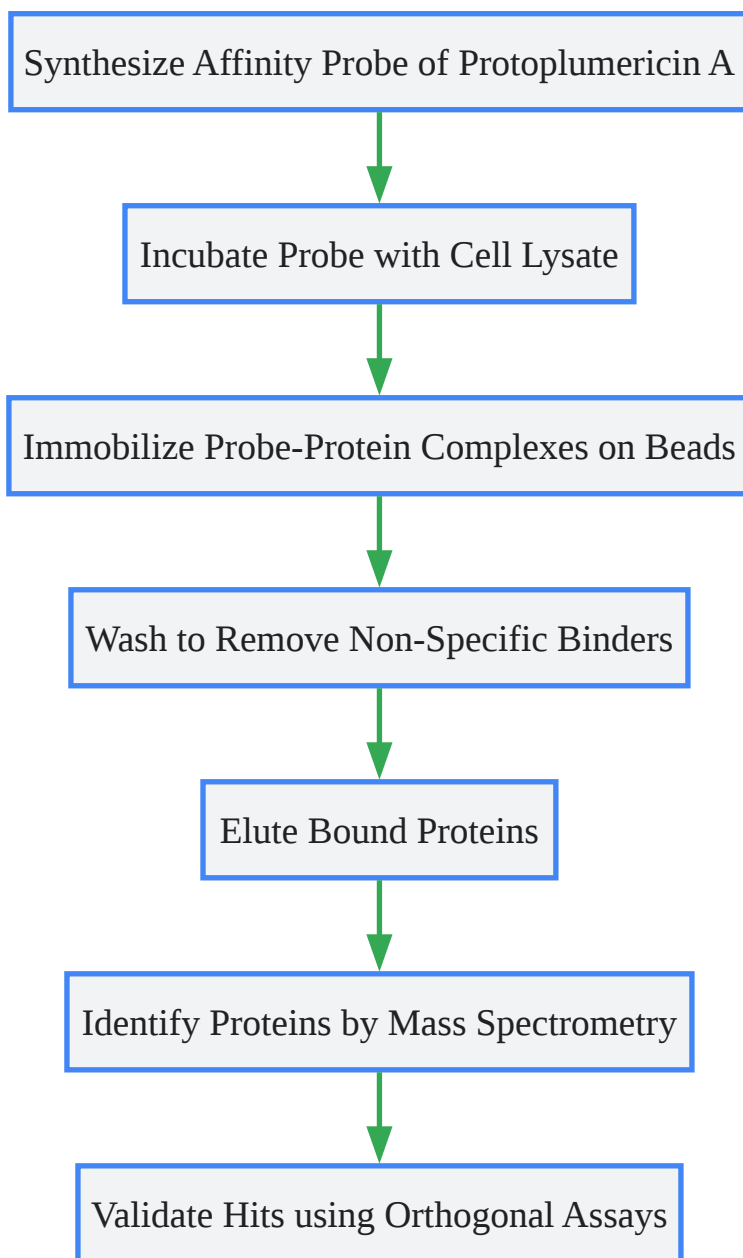 Synthesize Affinity Probe of Protoplumericin A
Incubate Probe with Cell Lysate
Immobilize Probe-Protein Complexes on Beads
Wash to Remove Non-Specific Binders
Elute Bound Proteins
Identify Proteins by Mass Spectrometry
Validate Hits using Orthogonal Assays